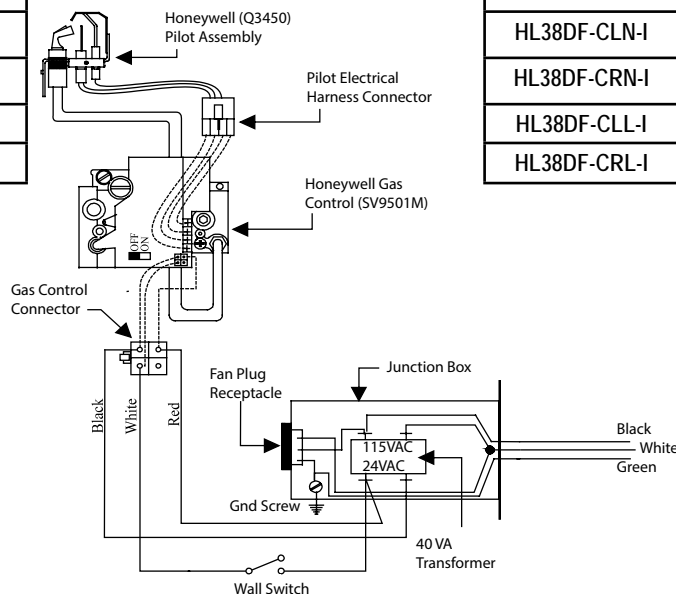 Honeywell (Q3450)
Pilot Assembly
HL38DF-CLN-I
HL38DF-CRN-I
HL38DF-CLL-I
HL38DF-CRL-I
Pilot Electrical
Harness Connector
Honeywell Gas
Control (SV9501M)
OFF
ON
Gas Control
Connector
Black
White
Red
Fan Plug
Receptacle
Junction Box
115VAC
24VAC
Black
White
Green
Gnd Screw
40 VA
Transformer
Wall Switch